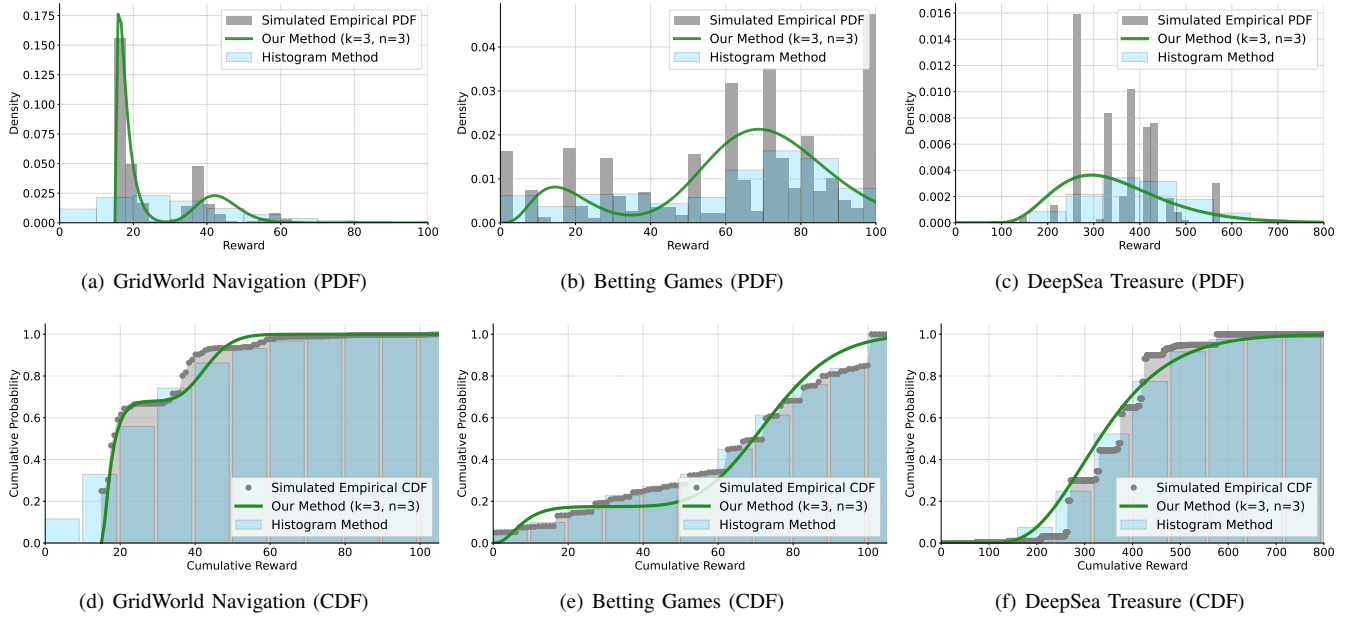 0.175
0.150
0.125
0.100
0.075
0.050
0.025
0.000
Density
0 20 40 60 80 100
Reward
Simulated Empirical PDF
Our Method (k=3, n=3)
Histogram Method
(a) GridWorld Navigation (PDF)
0.04
0.03
0.02
0.01
0.00
Density
0 20 40 60 80 100
Reward
Simulated Empirical PDF
Our Method (k=3, n=3)
Histogram Method
(b) Betting Games (PDF)
0.016
0.014
0.012
0.010
0.008
0.006
0.004
0.002
0.000
Density
0 100 200 300 400 500 600 700 800
Reward
Simulated Empirical PDF
Our Method (k=3, n=3)
Histogram Method
(c) DeepSea Treasure (PDF)
1.0
0.8
0.6
0.4
0.2
0.0
Cumulative Probability
0 20 40 60 80 100
Cumulative Reward
Simulated Empirical CDF
Our Method (k=3, n=3)
Histogram Method
(d) GridWorld Navigation (CDF)
1.0
0.8
0.6
0.4
0.2
0.0
Cumulative Probability
0 20 40 60 80 100
Cumulative Reward
Simulated Empirical CDF
Our Method (k=3, n=3)
Histogram Method
(e) Betting Games (CDF)
1.0
0.8
0.6
0.4
0.2
0.0
Cumulative Probability
0 100 200 300 400 500 600 700 800
Cumulative Reward
Simulated Empirical CDF
Our Method (k=3, n=3)
Histogram Method
(f) DeepSea Treasure (CDF)